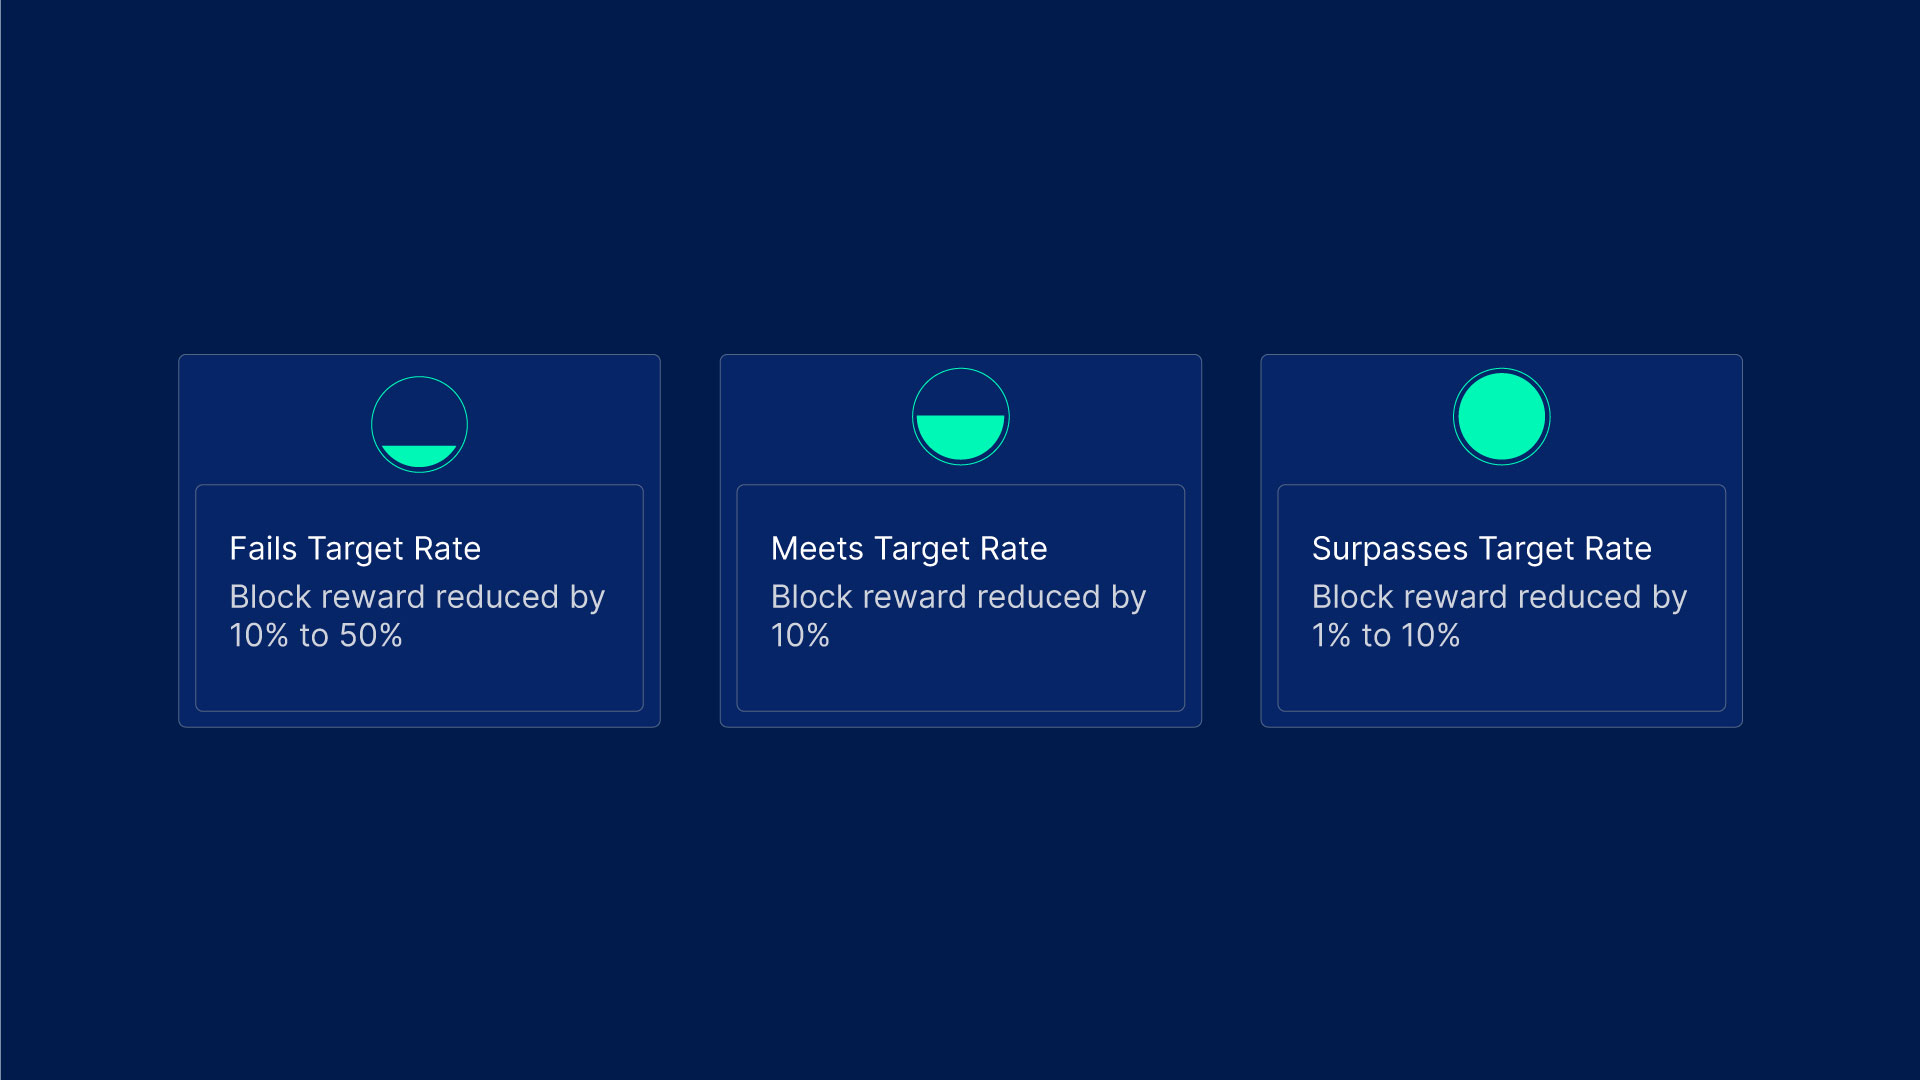 Fails Target Rate
Block reward reduced by
10% to 50%
Meets Target Rate
Block reward reduced by
10%
Surpasses Target Rate
Block reward reduced by
1% to 10%